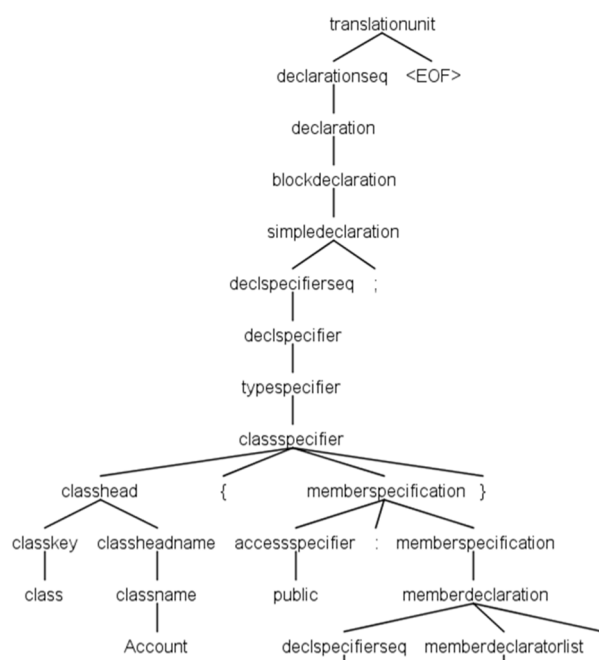 translationunit
declarationseq <EOF>
declaration
blockdeclaration
simpledeclaration
declspecifierseq ;
declspecifier
typespecifier
classspecifier
classhead { memberspecification }
classkey classheadname accessspecifier : memberspecification
class classname public memberdeclaration
Account declspecifierseq memberdeclaratorlist